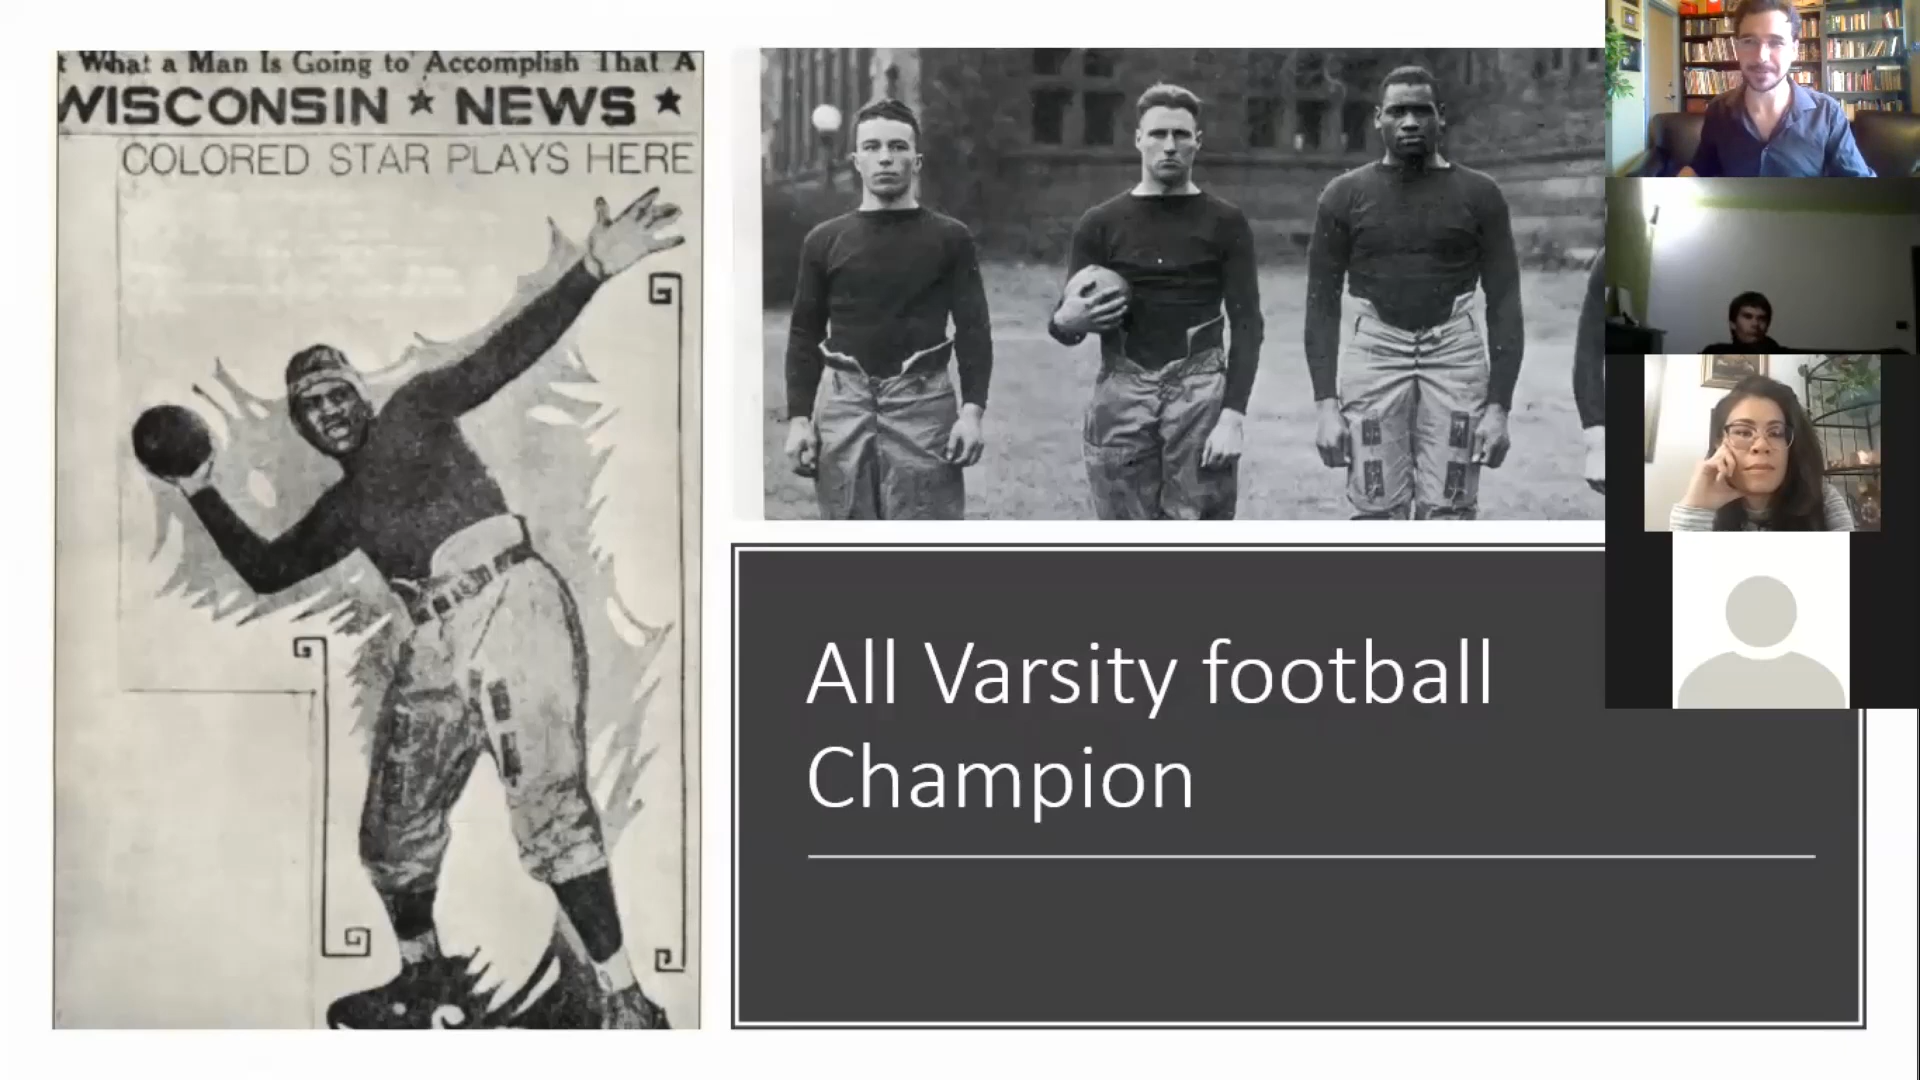 t What a Man Is Going to Accomplish That A
WISCONSIN ★ NEWS ★
COLORED STAR PLAYS HERE
All Varsity football
Champion